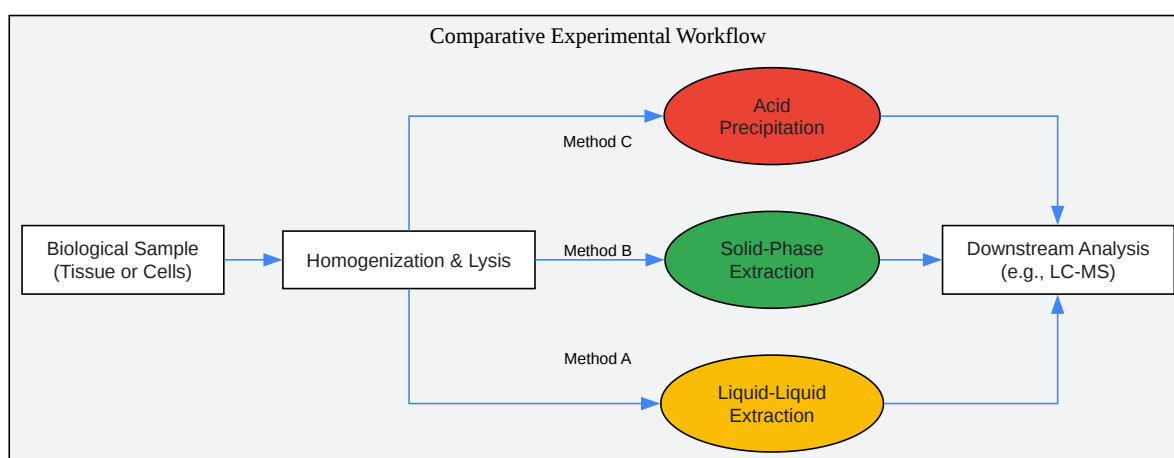 Comparative Experimental Workflow
Acid
Precipitation
Method C
Biological Sample
(Tissue or Cells)
Homogenization & Lysis
Method B
Solid-Phase
Extraction
Downstream Analysis
(e.g., LC-MS)
Method A
Liquid-Liquid
Extraction